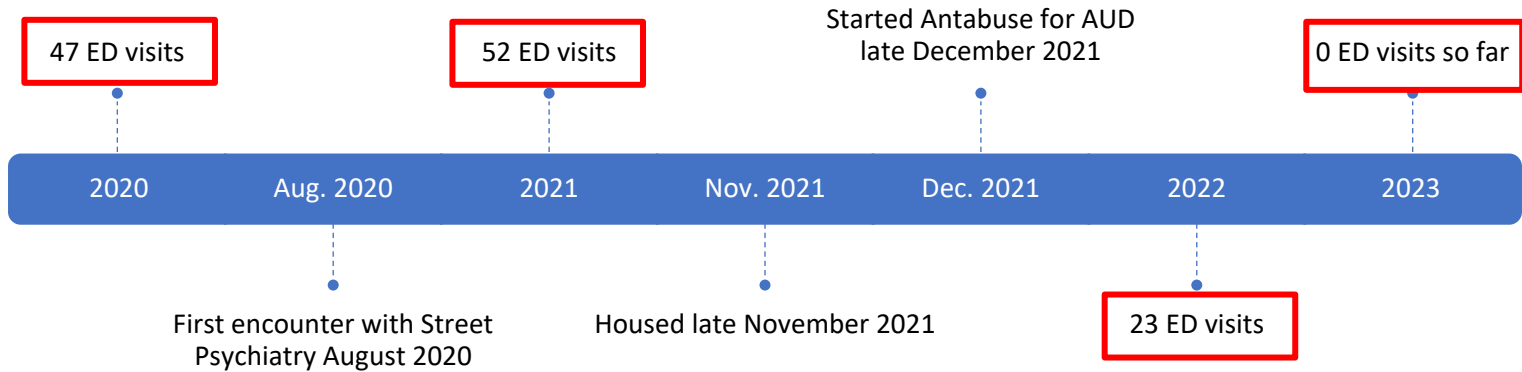 47 ED visits
52 ED visits
Started Antabuse for AUD
late December 2021
0 ED visits so far
2020
Aug. 2020
2021
Nov. 2021
Dec. 2021
2022
2023
First encounter with Street
Psychiatry August 2020
Housed late November 2021
23 ED visits